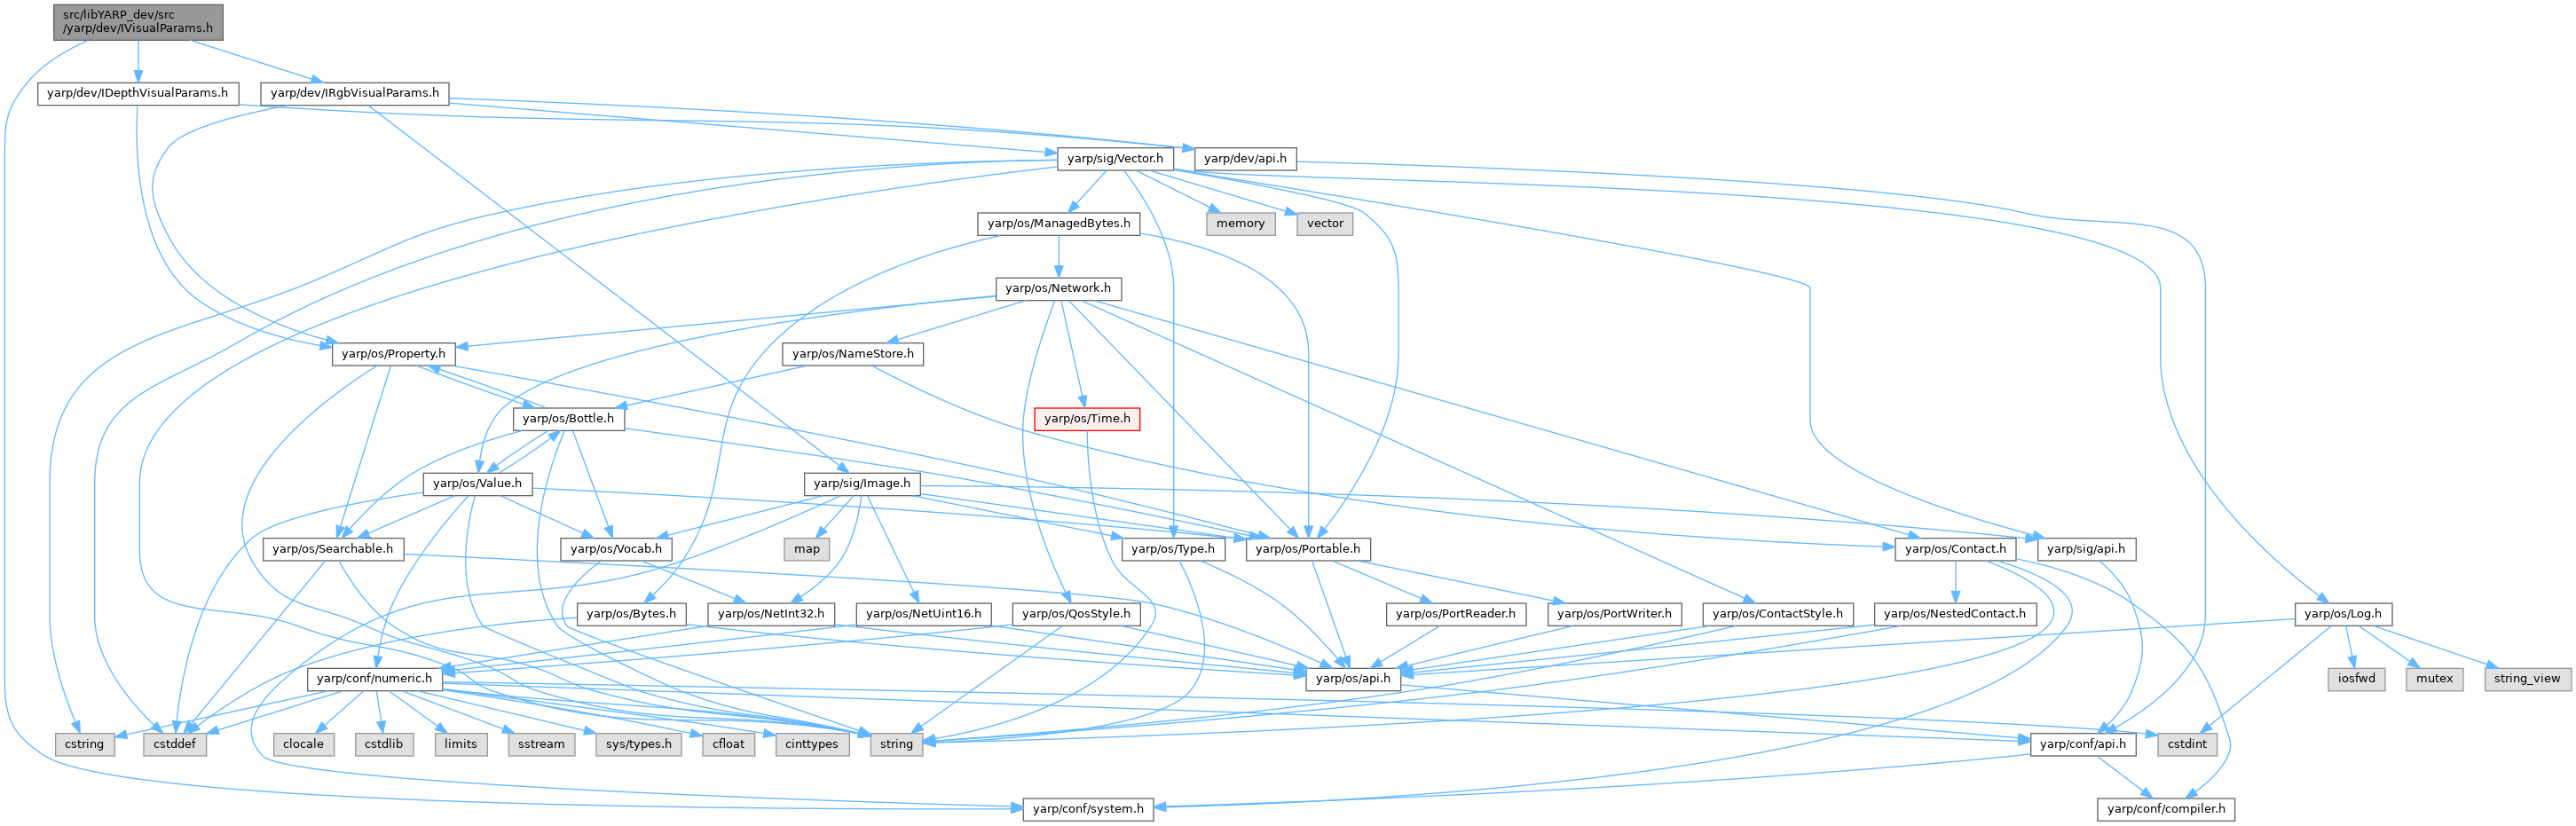 src/libYARP_dev/src
/yarp/dev/IVisualParams.h
yarp/dev/IDepthVisualParams.h
yarp/dev/IRgbVisualParams.h
yarp/sig/Vector.h
yarp/dev/api.h
yarp/os/ManagedBytes.h
memory
vector
yarp/os/Network.h
yarp/os/Property.h
yarp/os/NameStore.h
yarp/os/Bottle.h
yarp/os/Time.h
yarp/os/Value.h
yarp/sig/Image.h
yarp/os/Searchable.h
yarp/os/Vocab.h
map
yarp/os/Type.h
yarp/os/Portable.h
yarp/os/Contact.h
yarp/sig/api.h
yarp/os/Bytes.h
yarp/os/NetInt32.h
yarp/os/NetUint16.h
yarp/os/QosStyle.h
yarp/os/PortReader.h
yarp/os/PortWriter.h
yarp/os/ContactStyle.h
yarp/os/NestedContact.h
yarp/os/Log.h
yarp/conf/numeric.h
yarp/os/api.h
iosfwd
mutex
string_view
cstring
cstddef
clocale
cstdlib
limits
sstream
sys/types.h
cfloat
cinttypes
string
yarp/conf/api.h
cstdint
yarp/conf/system.h
yarp/conf/compiler.h